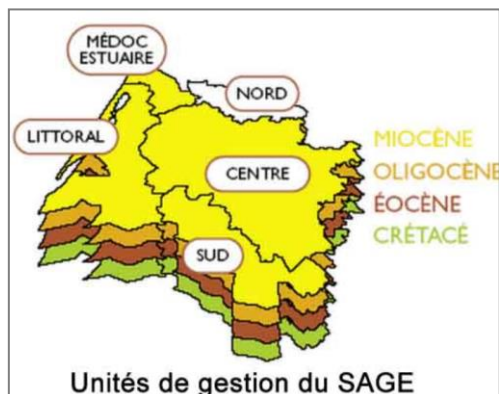 MÉDOC
ESTUAIRE
NORD
LITTORAL
CENTRE
SUD
MIOCÈNE
OLIGOCÈNE
ÉOCÈNE
CRÉTACÉ
Unités de gestion du SAGE